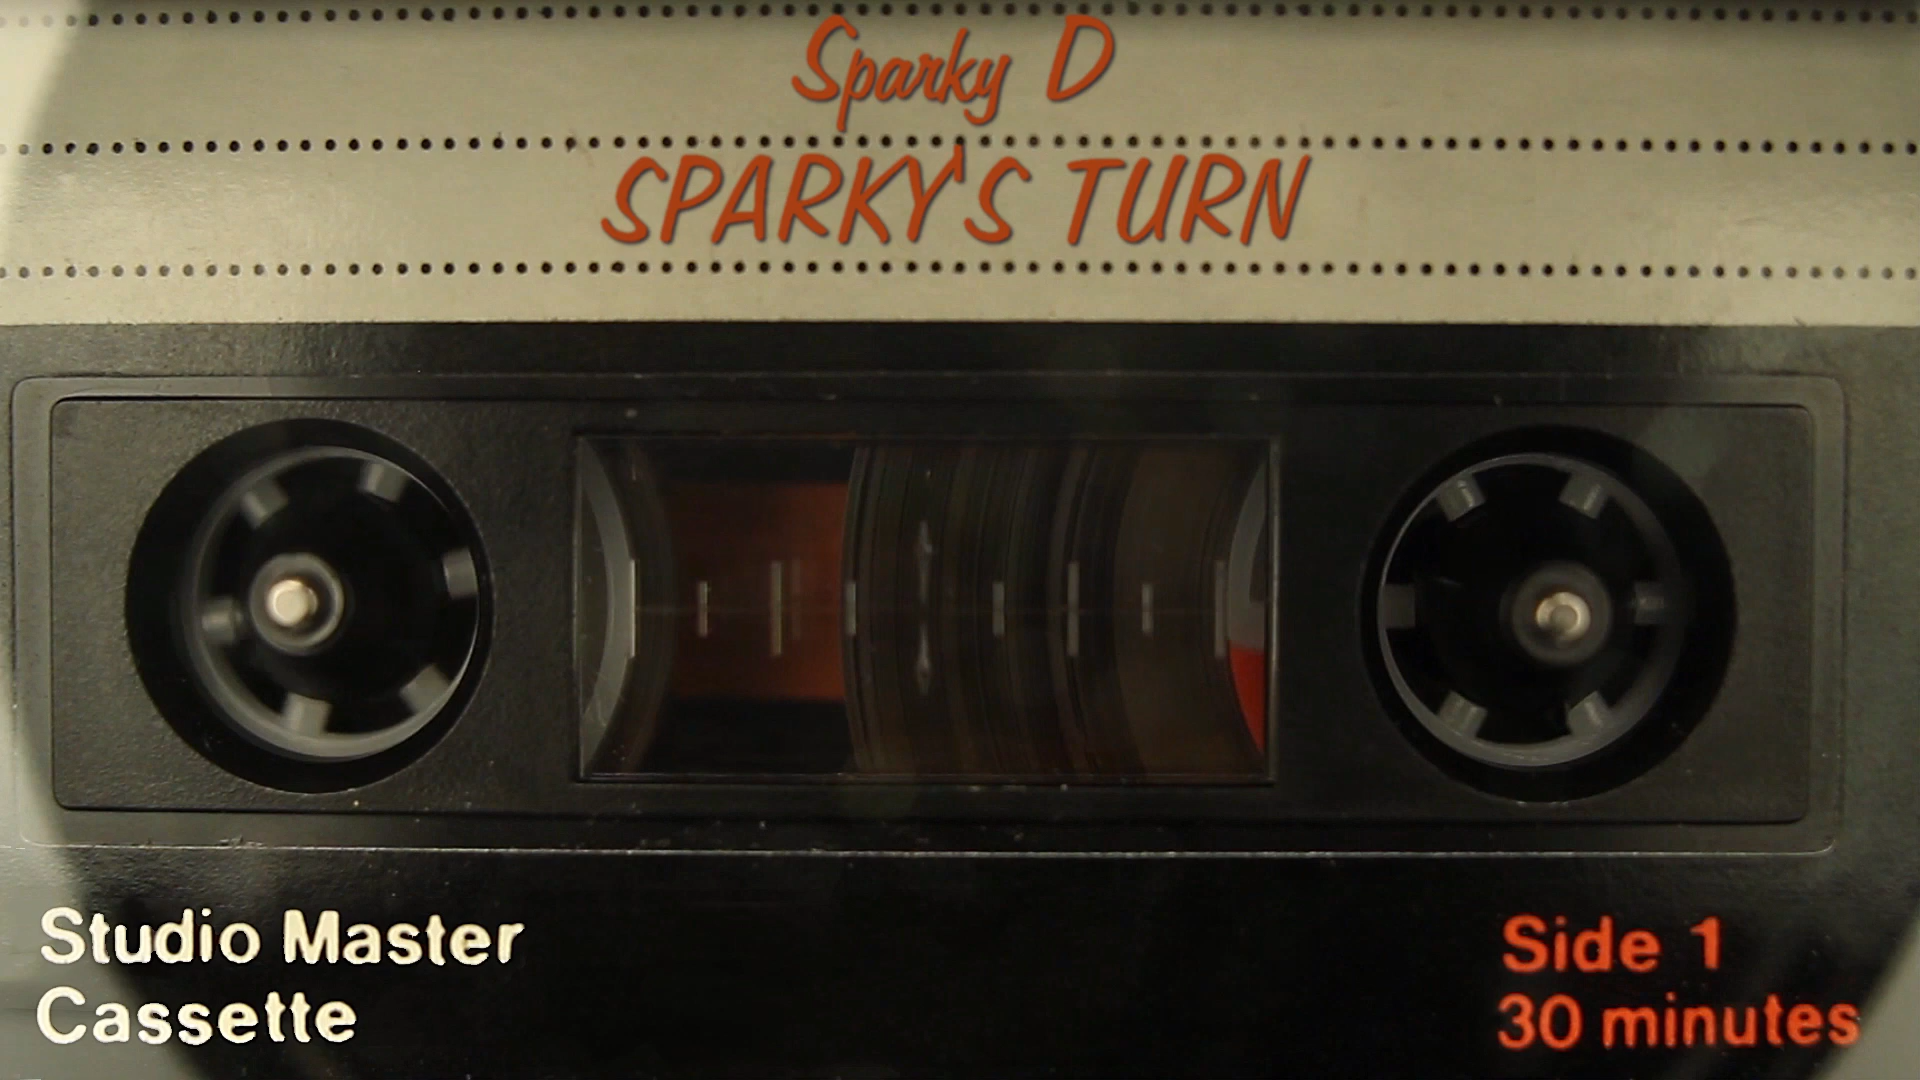 Sparky D
SPARKY'S TURN
Studio Master
Cassette
Side 1
30 minutes